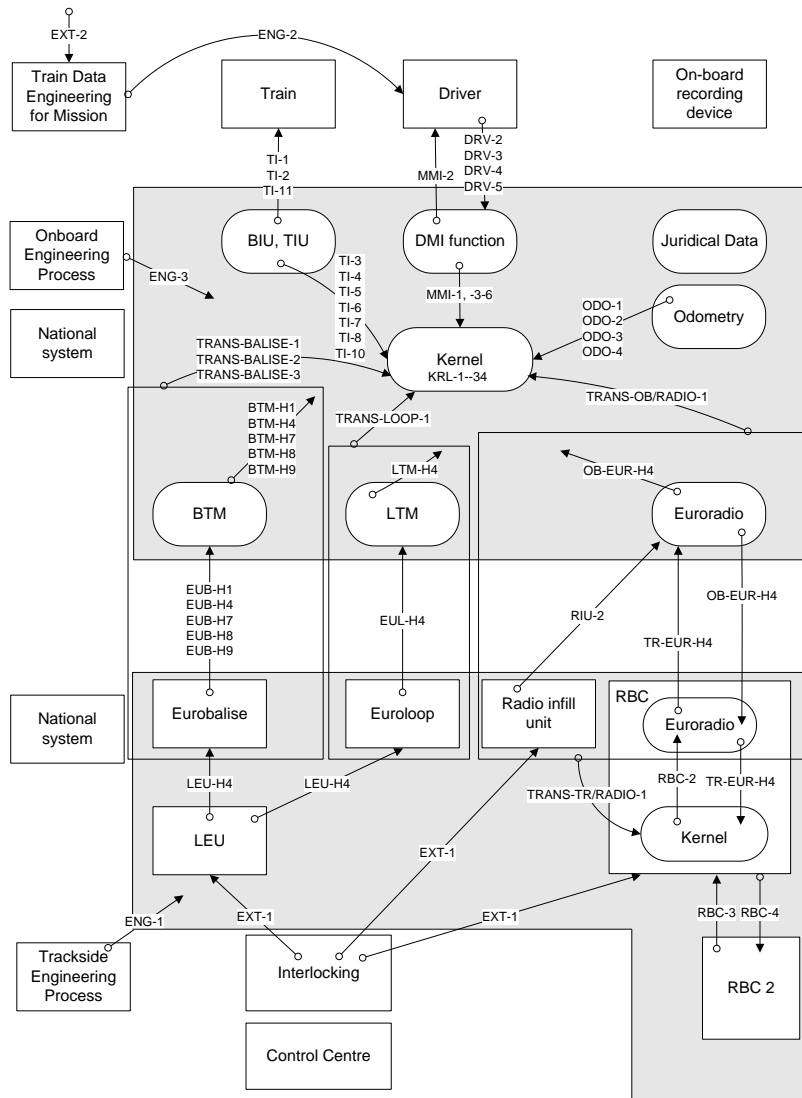 EXT-2
ENG-2
Train Data
Engineering
for Mission
Train
Driver
On-board
recording
device
TI-1
TI-2
TI-11
MMI-2
DRV-2
DRV-3
DRV-4
DRV-5
Onboard
Engineering
Process
ENG-3
BIU, TIU
DMI function
Juridical Data
TI-3
TI-4
TI-5
TI-6
TI-7
TI-8
TI-10
MMI-1, -3-6
ODO-1
ODO-2
ODO-3
ODO-4
Odometry
National
system
TRANS-BALISE-1
TRANS-BALISE-2
TRANS-BALISE-3
Kernel
KRL-1--34
TRANS-OB/RADIO-1
BTM-H1
BTM-H4
BTM-H7
BTM-H8
BTM-H9
TRANS-LOOP-1
LTM-H4
OB-EUR-H4
BTM
LTM
Euroradio
EUB-H1
EUB-H4
EUB-H7
EUB-H8
EUB-H9
EUL-H4
RIU-2
OB-EUR-H4
TR-EUR-H4
National
system
Eurobalise
Euroloop
Radio infill
unit
RBC
Euroradio
LEU-H4
LEU-H4
TRANS-TR/RADIO-1
RBC-2
TR-EUR-H4
LEU
Kernel
EXT-1
ENG-1
EXT-1
EXT-1
RBC-3
RBC-4
Trackside
Engineering
Process
Interlocking
RBC 2
Control Centre